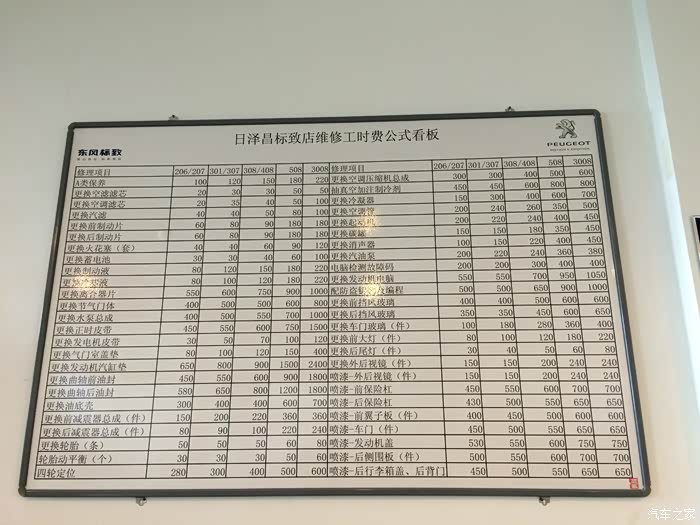 日泽昌标致店维修工时费公式看板
东风标致
PEUGEOT
修理项目 206/207 301/307 308/408 508 3008 修理项目 206/207 301/307 308/408 508 3008
A类保养 100 120 150 180 220 更换空调压缩机总成 300 300 400 500 600
更换空滤滤芯 20 30 30 50 50 抽真空加注制冷剂 450 450 600 800 800
更换空调滤芯 20 35 40 50 100 更换冷凝器 150 300 400 600 700
更换汽滤 40 40 50 80 100 更换空调管 200 240 260 350 500
更换前制动片 60 80 90 180 180 更换起动机 200 220 240 400 450
更换后制动片 60 80 90 180 180 更换碳罐 100 150 180 350 450
更换火花塞（套） 40 40 60 90 120 更换消声器 100 150 220 400 450
更换蓄电池 30 30 30 60 60 更换汽油泵 200 220 240 360 380
更换制动液 80 120 150 180 220 电脑检测故障码 200 200 300 400 400
更换 液 80 100 120 180 220 更换发动机电脑 550 550 700 950 1050
更换离合器片 550 600 750 900 1000 配防盗 编程 500 550 650 900 1000
更换节气门体 400 500 500 600 800 更换前挡风玻璃 400 400 500 600 600
更换水泵总成 400 500 550 700 1000 更换后挡风玻璃 350 350 450 600 650
更换正时皮带 450 550 600 750 1500 更换车门玻璃（件） 100 180 280 360 400
更换发电机皮带 30 50 70 100 120 更换前大灯（件） 80 100 120 120 180
更换气门室盖垫 80 100 120 150 400 更换后尾灯（件） 30 40 50 60 80
更换发动机汽缸垫 650 800 900 1500 2400 更换外后视镜（件） 150 150 200 240 240
更换曲轴前油封 450 550 600 900 1800 喷漆-外后视镜（件） 150 150 200 240 240
更换曲轴后油封 580 650 800 1200 1800 喷漆-前保险杠 450 550 600 700 700
更换油底壳 300 400 400 600 700 喷漆-后保险杠 430 500 550 650 650
更换前减震器总成（件） 150 200 220 360 360 喷漆-前翼子板（件） 400 450 500 600 600
更换后减震器总成（件） 80 90 100 220 240 喷漆-车门（件） 450 500 550 650 650
更换轮胎（条） 50 50 50 60 80 喷漆-发动机盖 530 550 600 750 750
轮胎动平衡（个） 30 30 30 50 60 喷漆-后侧围板（件） 500 550 600 700 700
四轮定位 280 300 400 500 600 喷漆-后行李箱盖、后背门 450 500 550 650 650
汽车之家